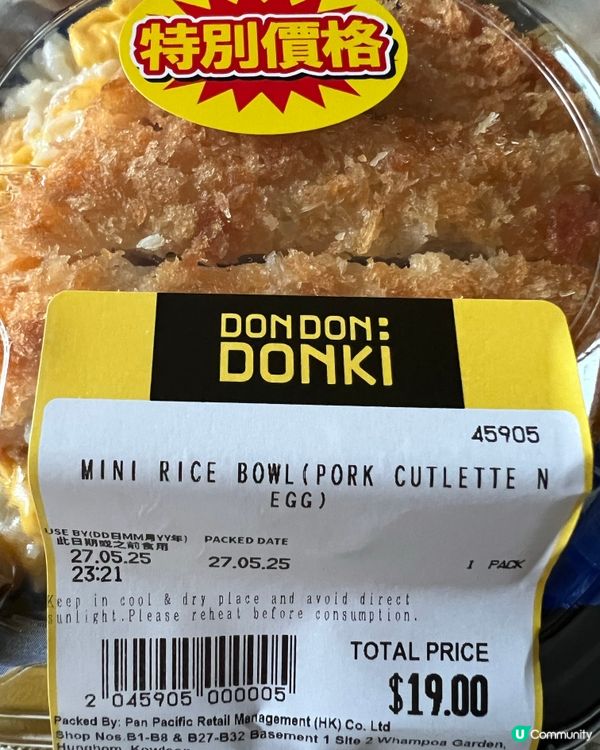 特別價格
DON DON:
DONKI
45905
MINI RICE BOWL(PORK CUTLETTE N
EGG)
USE BY(DD日MM月YY年)
此日期或之前食用
27.05.25
23:21
PACKED DATE
27.05.25
1 PACK
Keep in cool & dry place and avoid direct
sunlight.Please reheat before consumption.
2 045905 000005
TOTAL PRICE
$19.00
Packed By: Pan Pacific Retail Management (HK) Co. Ltd
Shop Nos.B1-B8 & B27-B32 Basement 1 Site 2 Whampoa Garden,
Hunghom, Kowloon
U Community